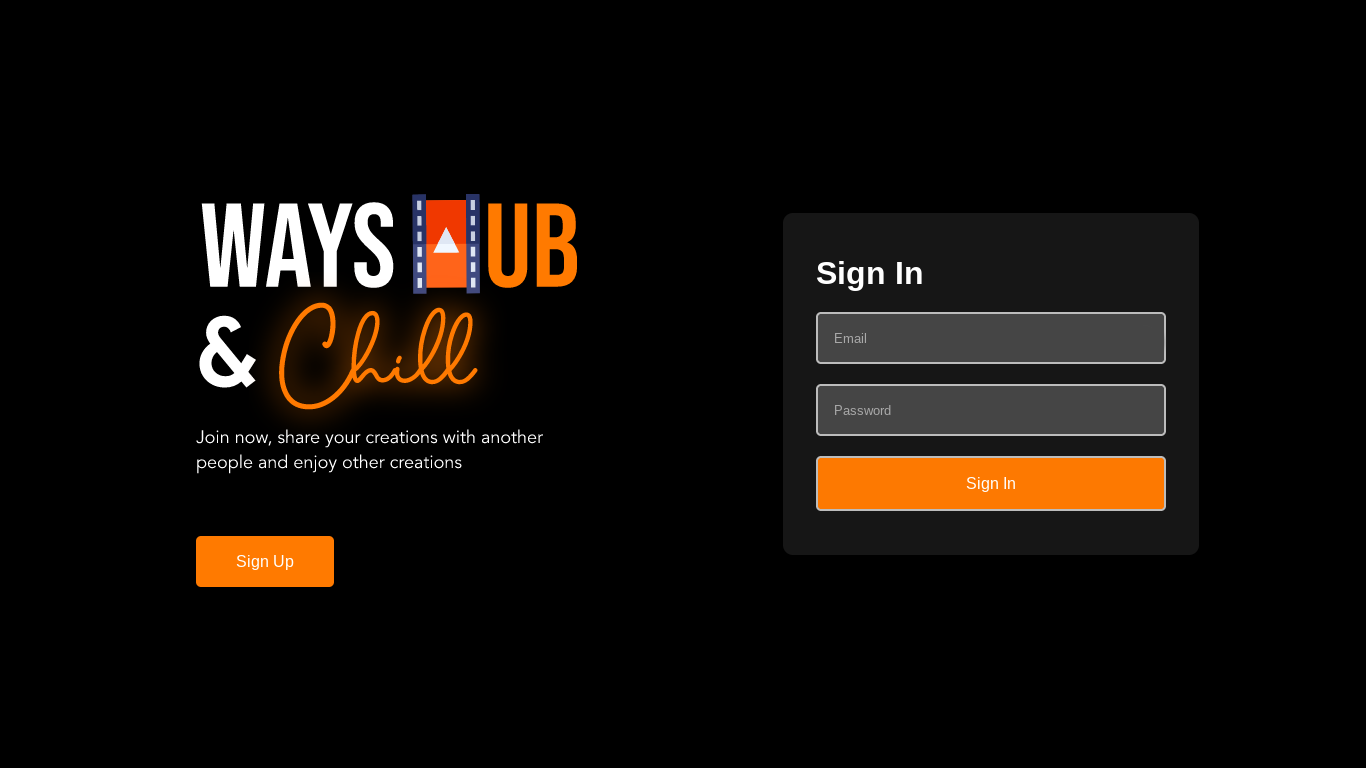 WAYS HUB
& Chill
Join now, share your creations with another
people and enjoy other creations
Sign Up
Sign In
Email
Password
Sign In